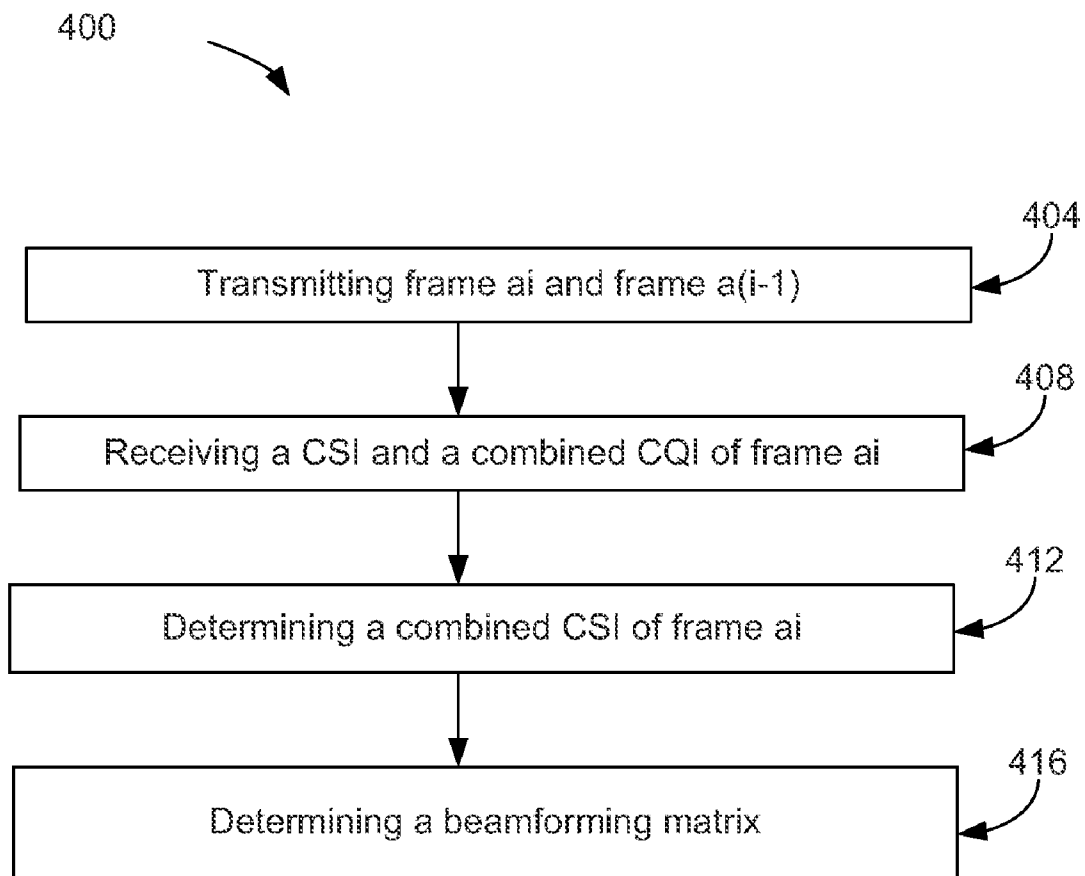 400
404
Transmitting frame ai and frame a(i-1)
408
Receiving a CSI and a combined CQI of frame ai
412
Determining a combined CSI of frame ai
416
Determining a beamforming matrix